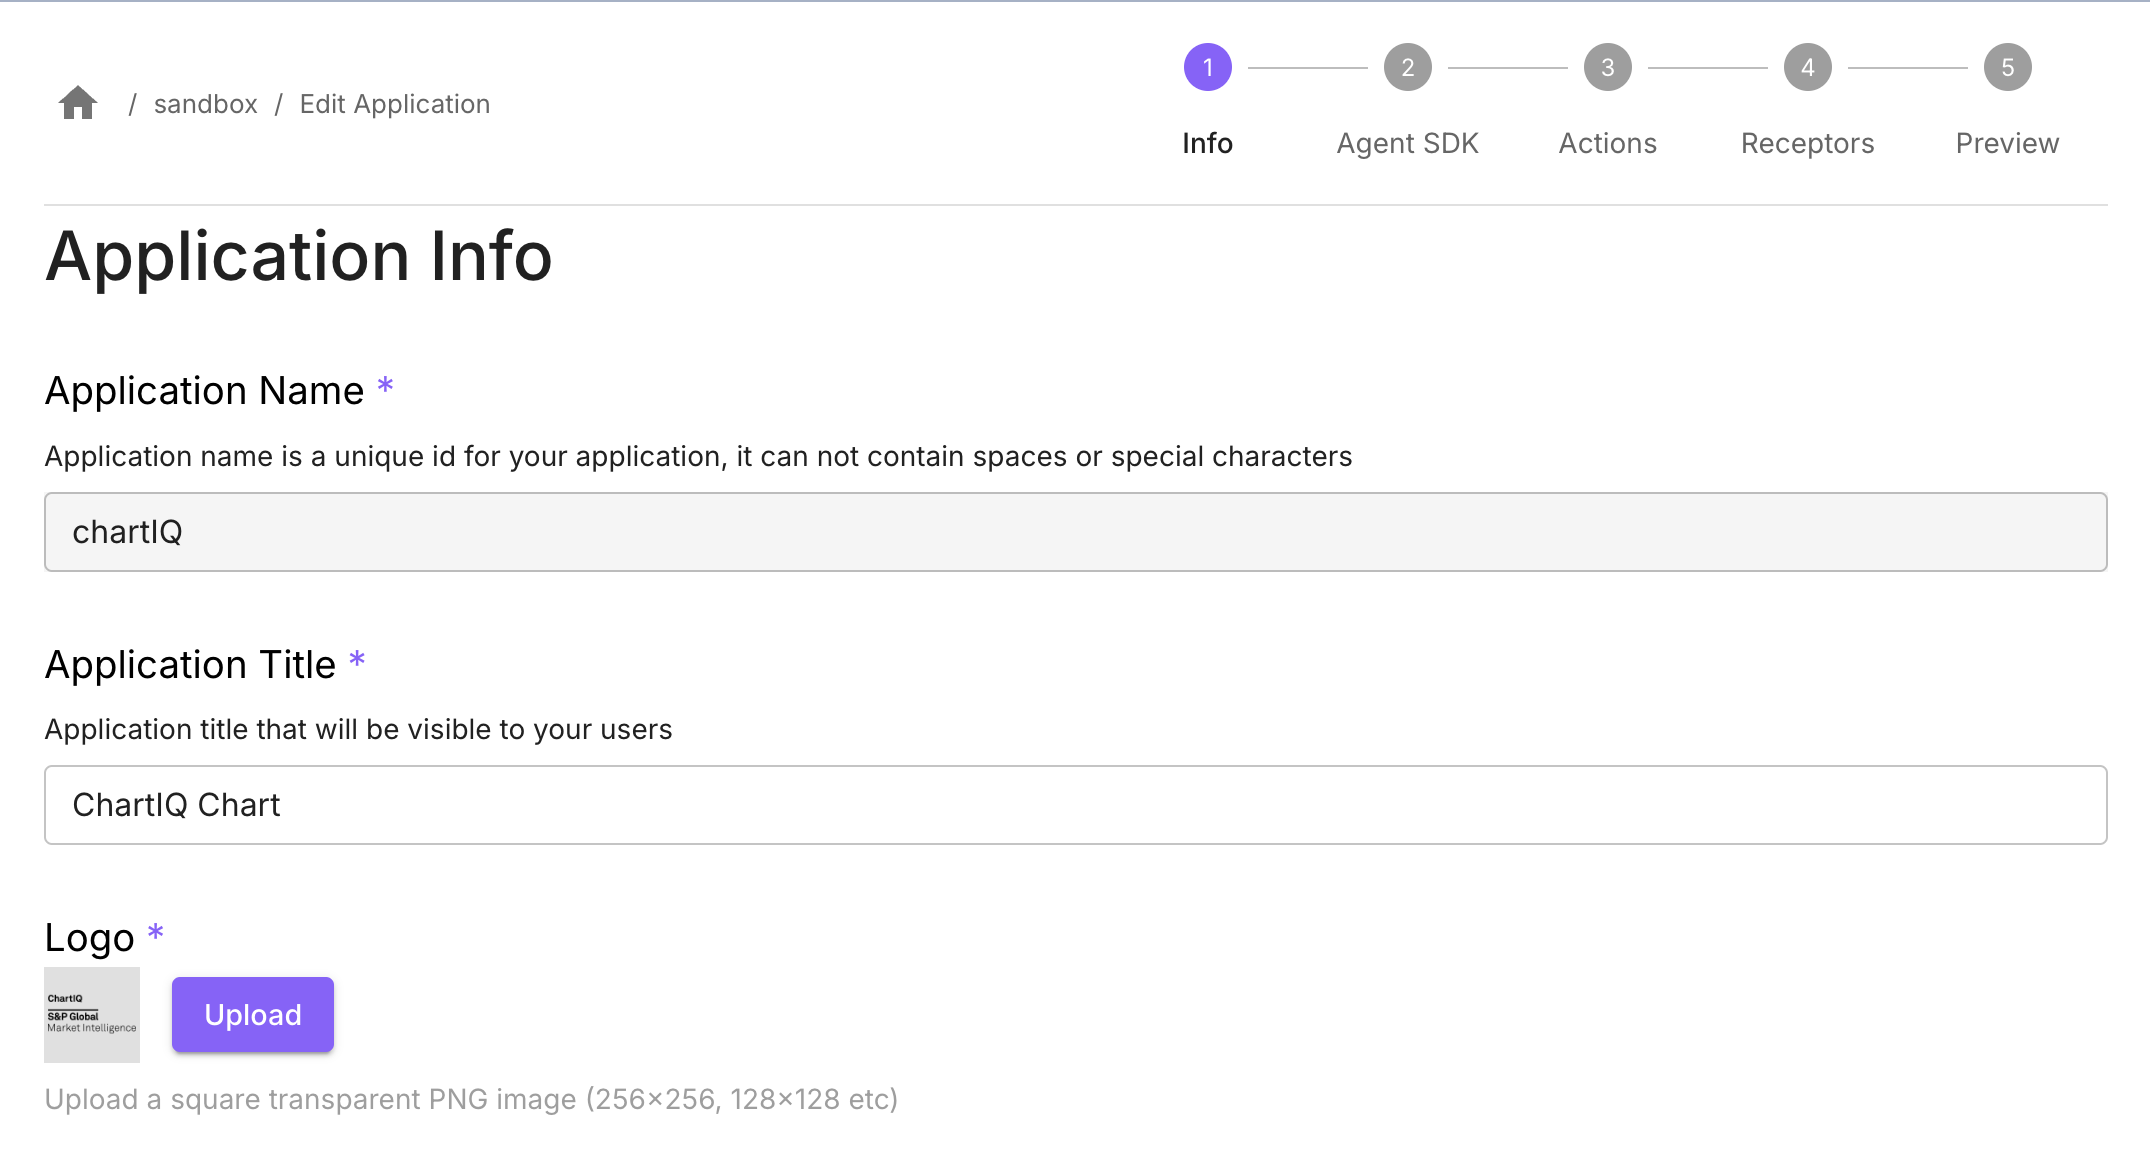 / sandbox / Edit Application
1 2 3 4 5
Info Agent SDK Actions Receptors Preview
Application Info
Application Name *
Application name is a unique id for your application, it can not contain spaces or special characters
chartIQ
Application Title *
Application title that will be visible to your users
ChartIQ Chart
Logo *
ChartIQ
S&P Global
Market Intelligence
Upload
Upload a square transparent PNG image (256×256, 128×128 etc)